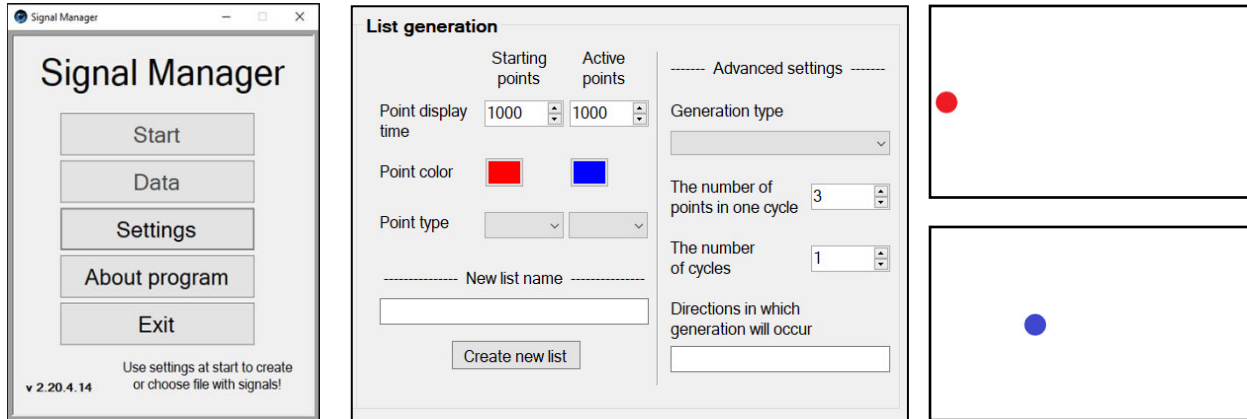 Signal Manager
Signal Manager
Start
Data
Settings
About program
Exit
Use settings at start to create
or choose file with signals!
v 2.20.4.14
List generation
Starting
points
Active
points
Point display
time
1000
1000
Point color
Point type
--------------- New list name ---------------
Create new list
------- Advanced settings -------
Generation type
The number of
points in one cycle
3
The number
of cycles
1
Directions in which
generation will occur